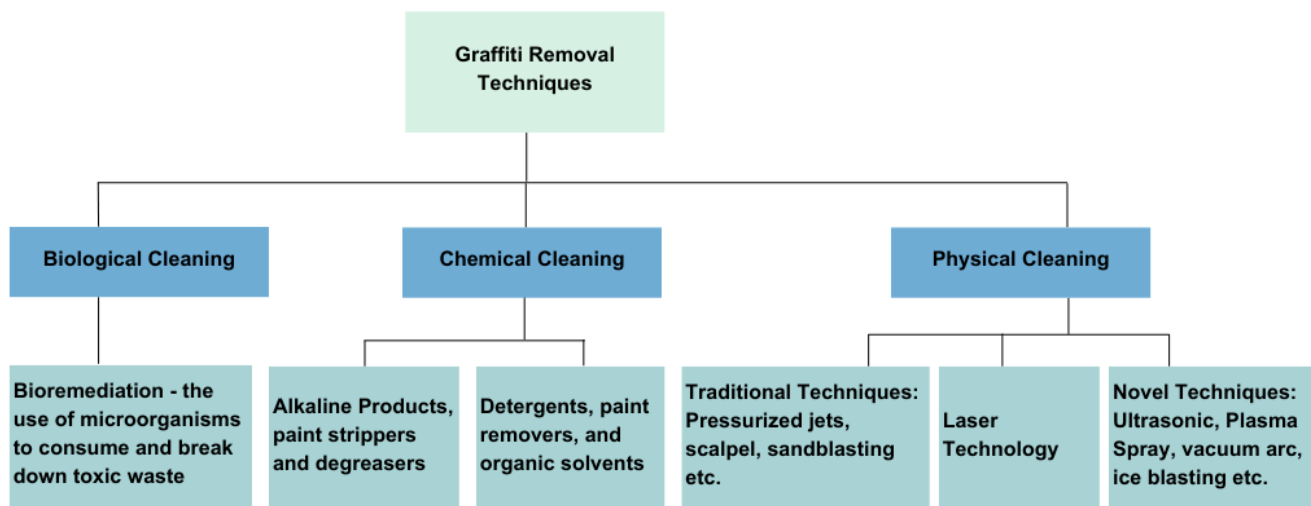 Graffiti Removal
Techniques
Biological Cleaning
Chemical Cleaning
Physical Cleaning
Bioremediation - the
use of microorganisms
to consume and break
down toxic waste
Alkaline Products,
paint strippers
and degreasers
Detergents, paint
removers, and
organic solvents
Traditional Techniques:
Pressurized jets,
scalpel, sandblasting
etc.
Laser
Technology
Novel Techniques:
Ultrasonic, Plasma
Spray, vacuum arc,
ice blasting etc.